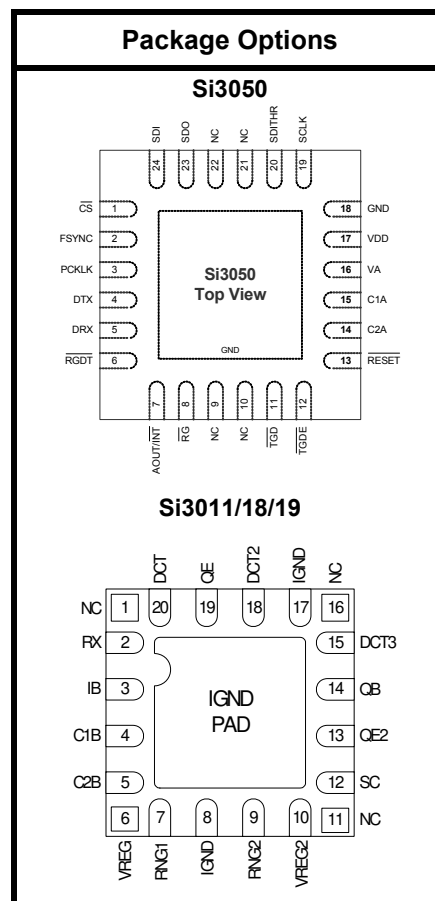 Package Options
Si3050
SDI SDO NC NC SDITHR SCLK
24 23 22 21 20 19
CS 1 18 GND
FSYNC 2 17 VDD
PCKLK 3 Si3050 16 VA
DTX 4 Top View 15 C1A
DRX 5 14 C2A
RGDT 6 GND 13 RESET
7 8 9 10 11 12
AOUT/INT RG NC NC TGD TGDE
Si3011/18/19
DCT QE DCT2 IGND NC
NC 1 20 19 18 17 16
RX 2 15 DCT3
IB 3 IGND 14 QB
PAD
C1B 4 13 QE2
C2B 5 12 SC
6 7 8 9 10 11 NC
VREG RNG1 IGND RNG2 VREG2